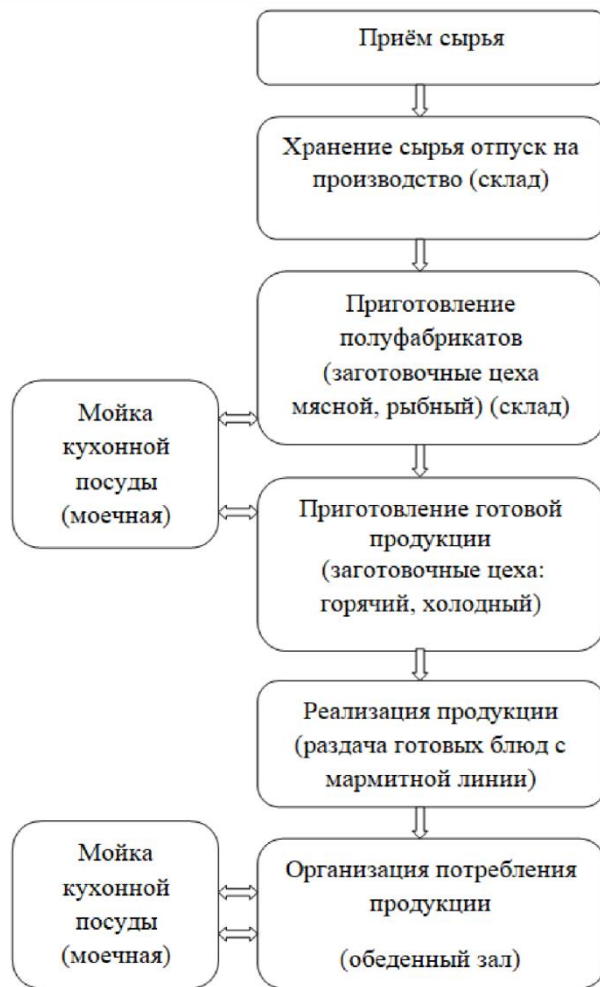 Приём сырья
Хранение сырья отпуск на
производство (склад)
Приготовление
полуфабрикатов
(заготовочные цеха
мясной, рыбный) (склад)
Мойка
кухонной
посуды
(моечная)
Приготовление готовой
продукции
(заготовочные цеха:
горячий, холодный)
Реализация продукции
(раздача готовых блюд с
мармитной линии)
Мойка
кухонной
посуды
(моечная)
Организация потребления
продукции
(обеденный зал)